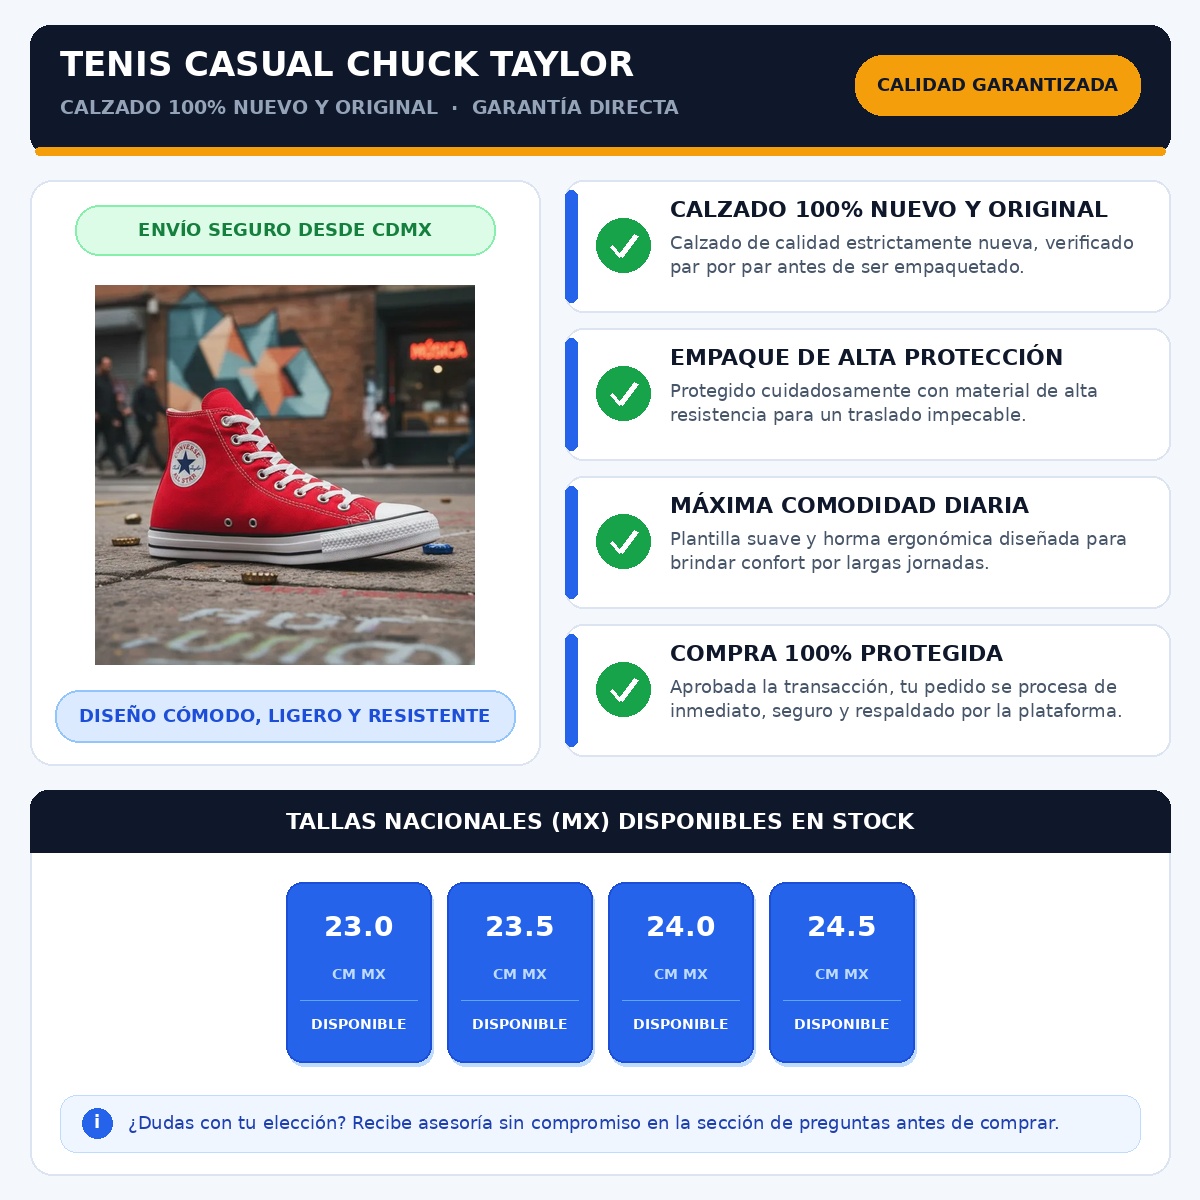 TENIS CASUAL CHUCK TAYLOR
CALZADO 100% NUEVO Y ORIGINAL · GARANTÍA DIRECTA
CALIDAD GARANTIZADA
ENVÍO SEGURO DESDE CDMX
MÚSICA
CONVERSE
ALL STAR
DISEÑO CÓMODO, LIGERO Y RESISTENTE
CALZADO 100% NUEVO Y ORIGINAL
Calzado de calidad estrictamente nueva, verificado
par por par antes de ser empaquetado.
EMPAQUE DE ALTA PROTECCIÓN
Protegido cuidadosamente con material de alta
resistencia para un traslado impecable.
MÁXIMA COMODIDAD DIARIA
Plantilla suave y horma ergonómica diseñada para
brindar confort por largas jornadas.
COMPRA 100% PROTEGIDA
Aprobada la transacción, tu pedido se procesa de
inmediato, seguro y respaldado por la plataforma.
TALLAS NACIONALES (MX) DISPONIBLES EN STOCK
23.0
CM MX
DISPONIBLE
23.5
CM MX
DISPONIBLE
24.0
CM MX
DISPONIBLE
24.5
CM MX
DISPONIBLE
i
¿Dudas con tu elección? Recibe asesoría sin compromiso en la sección de preguntas antes de comprar.